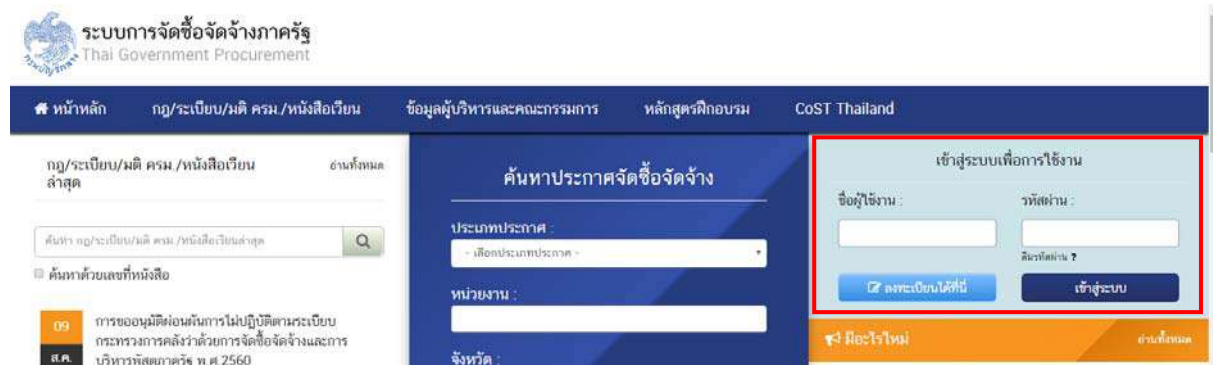 ระบบการจัดซื้อจัดจ้างภาครัฐ
Thai Government Procurement
หน้าหลัก กฎ/ระเบียบ/มติ ครม./หนังสือเวียน ข้อมูลผู้บริหารและคณะกรรมการ หลักสูตรฝึกอบรม CoST Thailand
กฎ/ระเบียบ/มติ ครม./หนังสือเวียน อ่านทั้งหมด
ล่าสุด
ค้นหา กฎ/ระเบียบ/มติ ครม./หนังสือเวียนล่าสุด
ค้นหาด้วยเลขที่หนังสือ
09
ส.ค.
การขออนุมัติผ่อนผันการไม่ปฏิบัติตามระเบียบ
กระทรวงการคลังว่าด้วยการจัดซื้อจัดจ้างและการ
บริหารพัสดุภาครัฐ พ.ศ.2560
ค้นหาประกาศจัดซื้อจัดจ้าง
ประเภทประกาศ :
- เลือกประเภทประกาศ -
หน่วยงาน :
จังหวัด :
เข้าสู่ระบบเพื่อการใช้งาน
ชื่อผู้ใช้งาน : รหัสผ่าน :
ลืมรหัสผ่าน ?
ลงทะเบียนได้ที่นี่ เข้าสู่ระบบ
มีอะไรใหม่ อ่านทั้งหมด